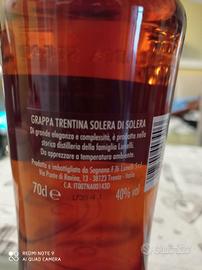 GRAPPA TRENTINA SOLERA DI SOLERA
Di grande eleganza e complessità, è prodotta nella
storica distilleria della famiglia Lunelli.
Da apprezzare a temperatura ambiente.
Prodotto e imbottigliato da Segnana F.lli Lunelli S.r.l.
Via Ponte di Ravina, 13 - 38123 Trento - Italia
C.A. IT00TNA00143D
70cl e 40% vol
REDMI NOTE 9
AI QUAD CAMERA